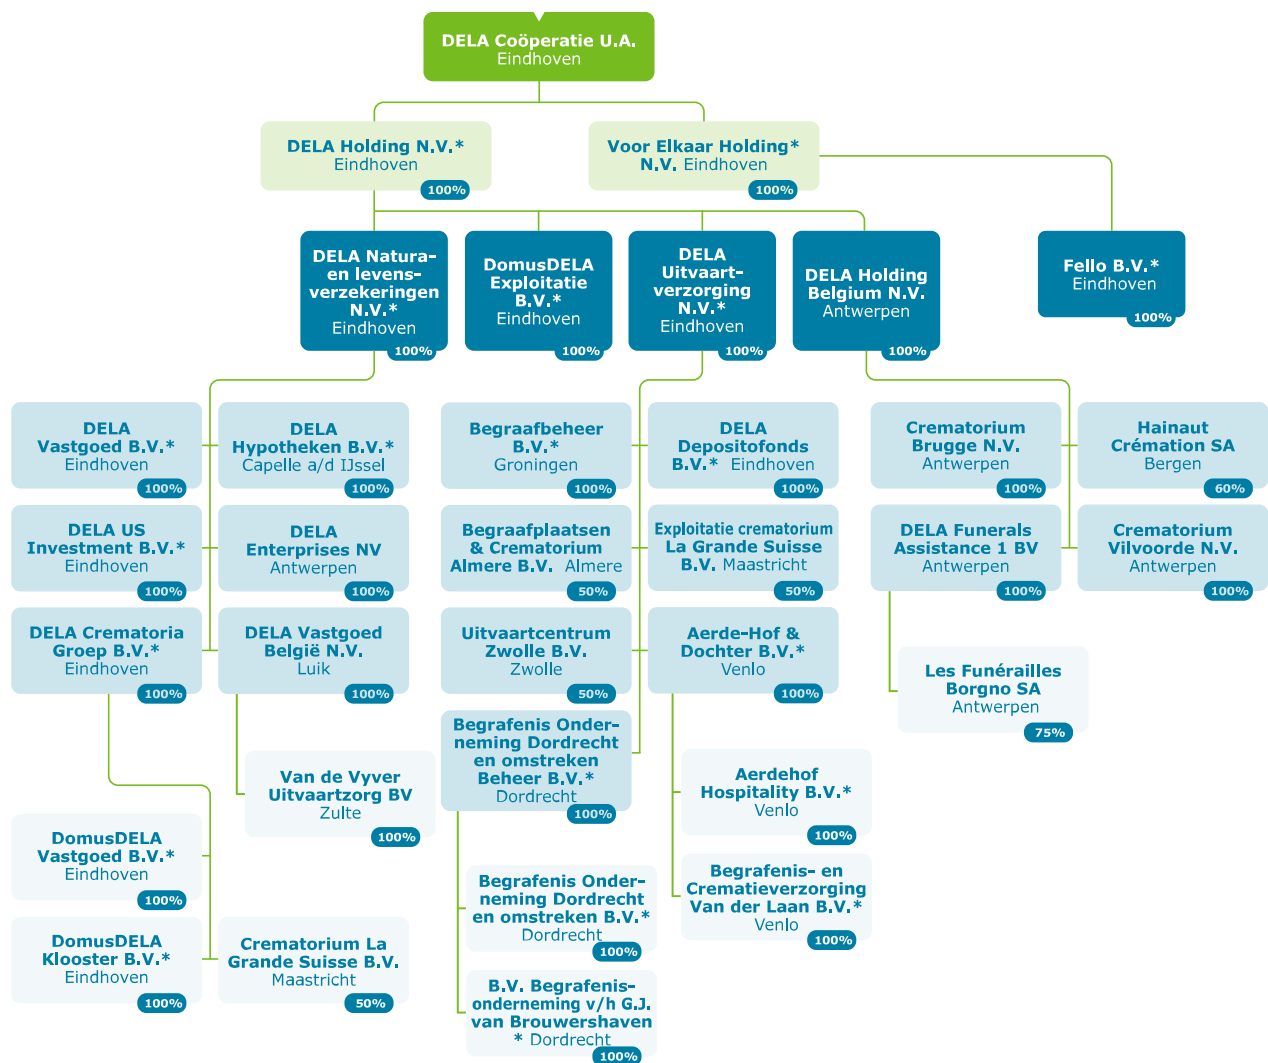 DELA Coöperatie U.A.
Eindhoven
DELA Holding N.V.*
Eindhoven
100%
Voor Elkaar Holding*
N.V. Eindhoven
100%
DELA Natura-
en levens-
verzekeringen
N.V.*
Eindhoven
100%
DomusDELA
Exploitatie
B.V.*
Eindhoven
100%
DELA
Uitvaart-
verzorging
N.V.*
Eindhoven
100%
DELA Holding
Belgium N.V.
Antwerpen
100%
Fello B.V.*
Eindhoven
100%
DELA
Vastgoed B.V.*
Eindhoven
100%
DELA
Hypotheken B.V.*
Capelle a/d IJssel
100%
Begraafbeheer
B.V.*
Groningen
100%
DELA
Depositofonds
B.V.* Eindhoven
100%
Crematorium
Brugge N.V.
Antwerpen
100%
Hainaut
Crémation SA
Bergen
60%
DELA US
Investment B.V.*
Eindhoven
100%
DELA
Enterprises NV
Antwerpen
100%
Begraafplaatsen
& Crematorium
Almere B.V. Almere
50%
Exploitatie crematorium
La Grande Suisse
B.V. Maastricht
50%
DELA Funerals
Assistance 1 BV
Antwerpen
100%
Crematorium
Vilvoorde N.V.
Antwerpen
100%
DELA Crematoria
Groep B.V.*
Eindhoven
100%
DELA Vastgoed
België N.V.
Luik
100%
Uitvaartcentrum
Zwolle B.V.
Zwolle
50%
Aerde-Hof &
Dochter B.V.*
Venlo
100%
Les Funérailles
Borgno SA
Antwerpen
75%
Begrafenis Onder-
neming Dordrecht
en omstreken
Beheer B.V.*
Dordrecht
100%
Van de Vyver
Uitvaartzorg BV
Zulte
100%
Aerdehof
Hospitality B.V.*
Venlo
100%
DomusDELA
Vastgoed B.V.*
Eindhoven
100%
Begrafenis Onder-
neming Dordrecht
en omstreken B.V.*
Dordrecht
100%
Begrafenis- en
Crematieverzorging
Van der Laan B.V.*
Venlo
100%
DomusDELA
Klooster B.V.*
Eindhoven
100%
Crematorium La
Grande Suisse B.V.
Maastricht
50%
B.V. Begrafenis-
onderneming v/h G.J.
van Brouwershaven
* Dordrecht
100%